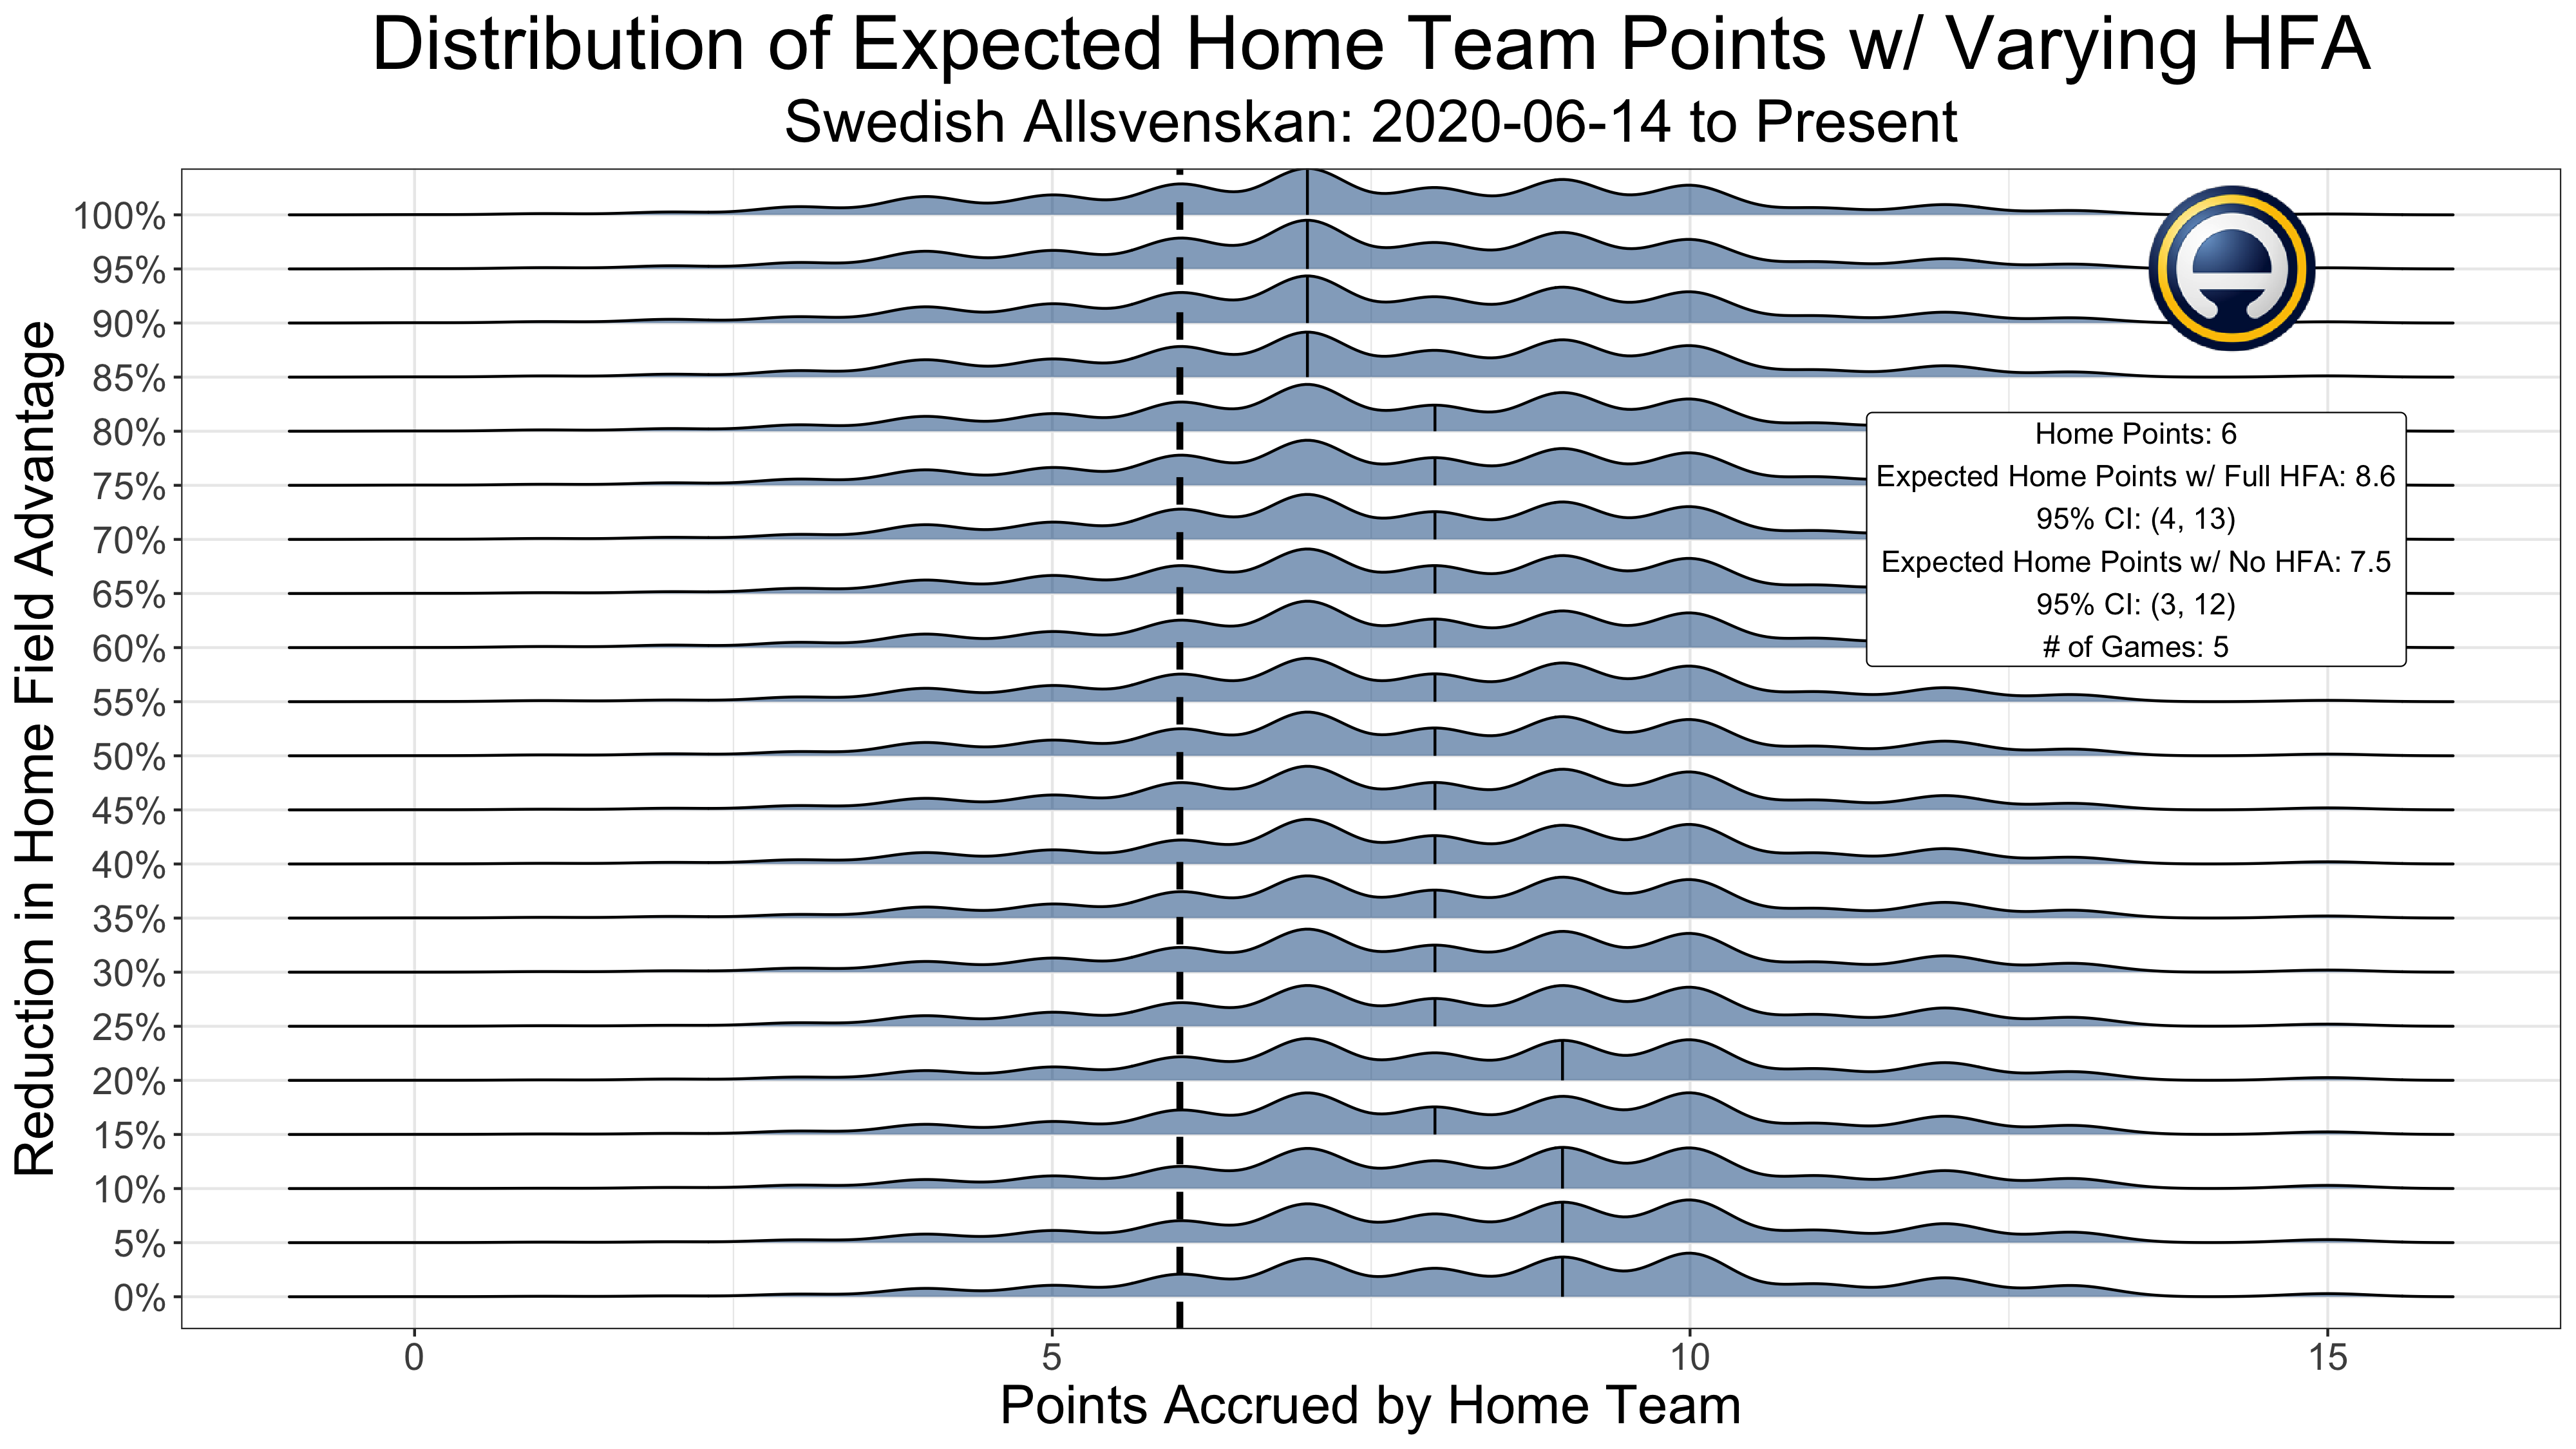 Distribution of Expected Home Team Points w/ Varying HFA
Swedish Allsvenskan: 2020-06-14 to Present
Reduction in Home Field Advantage
100%
95%
90%
85%
80%
75%
70%
65%
60%
55%
50%
45%
40%
35%
30%
25%
20%
15%
10%
5%
0%
Home Points: 6
Expected Home Points w/ Full HFA: 8.6
95% CI: (4, 13)
Expected Home Points w/ No HFA: 7.5
95% CI: (3, 12)
# of Games: 5
0 5 10 15
Points Accrued by Home Team